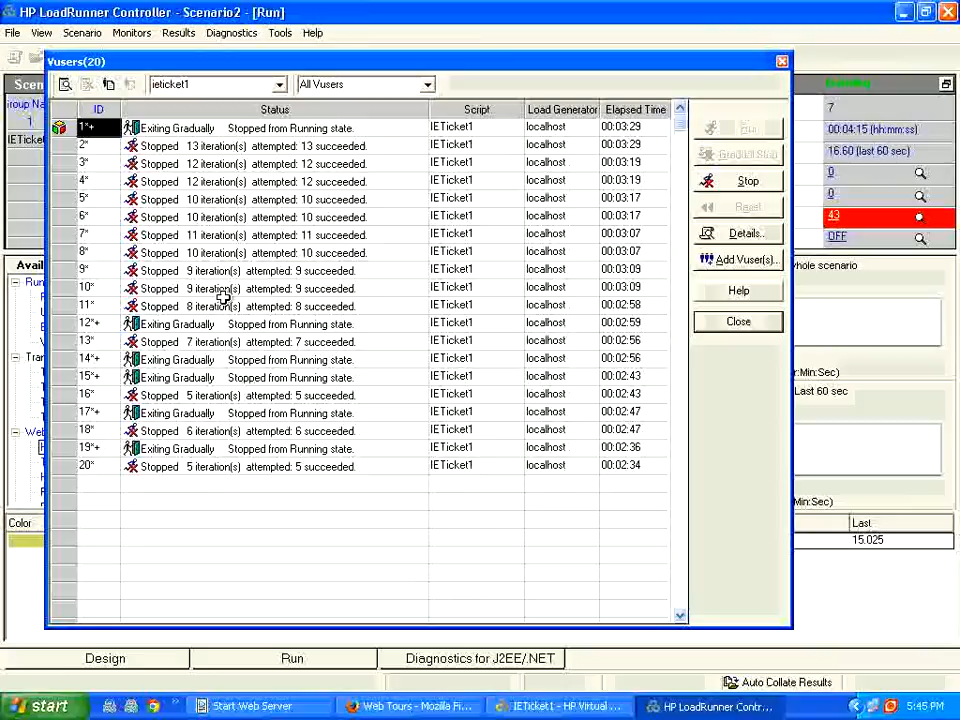 HP LoadRunner Controller - Scenario2 - [Run]
File View Scenario Monitors Results Diagnostics Tools Help
Vusers(20)
Scen
ieticket1 All Vusers
ID Status Script Load Generator Elapsed Time
1*+ Exiting Gradually Stopped from Running state. IETicket1 localhost 00:03:29
2* Stopped 13 iteration(s) attempted: 13 succeeded. IETicket1 localhost 00:03:29
3* Stopped 12 iteration(s) attempted: 12 succeeded. IETicket1 localhost 00:03:19
4* Stopped 12 iteration(s) attempted: 12 succeeded. IETicket1 localhost 00:03:19
5* Stopped 10 iteration(s) attempted: 10 succeeded. IETicket1 localhost 00:03:17
6* Stopped 10 iteration(s) attempted: 10 succeeded. IETicket1 localhost 00:03:17
7* Stopped 11 iteration(s) attempted: 11 succeeded. IETicket1 localhost 00:03:07
8* Stopped 10 iteration(s) attempted: 10 succeeded. IETicket1 localhost 00:03:07
9* Stopped 9 iteration(s) attempted: 9 succeeded. IETicket1 localhost 00:03:09
10* Stopped 9 iteration(s) attempted: 9 succeeded. IETicket1 localhost 00:03:09
11* Stopped 8 iteration(s) attempted: 8 succeeded. IETicket1 localhost 00:02:58
12*+ Exiting Gradually Stopped from Running state. IETicket1 localhost 00:02:59
13* Stopped 7 iteration(s) attempted: 7 succeeded. IETicket1 localhost 00:02:56
14*+ Exiting Gradually Stopped from Running state. IETicket1 localhost 00:02:56
15*+ Exiting Gradually Stopped from Running state. IETicket1 localhost 00:02:43
16* Stopped 5 iteration(s) attempted: 5 succeeded. IETicket1 localhost 00:02:43
17*+ Exiting Gradually Stopped from Running state. IETicket1 localhost 00:02:47
18* Stopped 6 iteration(s) attempted: 6 succeeded. IETicket1 localhost 00:02:47
19*+ Exiting Gradually Stopped from Running state. IETicket1 localhost 00:02:36
20* Stopped 5 iteration(s) attempted: 5 succeeded. IETicket1 localhost 00:02:34
Gradual Stop
Stop
Reset
Details..
Add Vuser(s)...
Help
Close
roup Na
1
IETicke
7
00:04:15 (hh:mm:ss)
16.60 (last 60 sec)
0
0
43
OFF
Avail
Run
Tran
Web
Color
hole scenario
r:Min:Sec)
Last 60 sec
Min:Sec)
Last
15.025
Design Run Diagnostics for J2EE/.NET
Auto Collate Results
start Start Web Server Web Tours - Mozilla Fi... IETicket1 - HP Virtual ... HP LoadRunner Contr... 5:45 PM